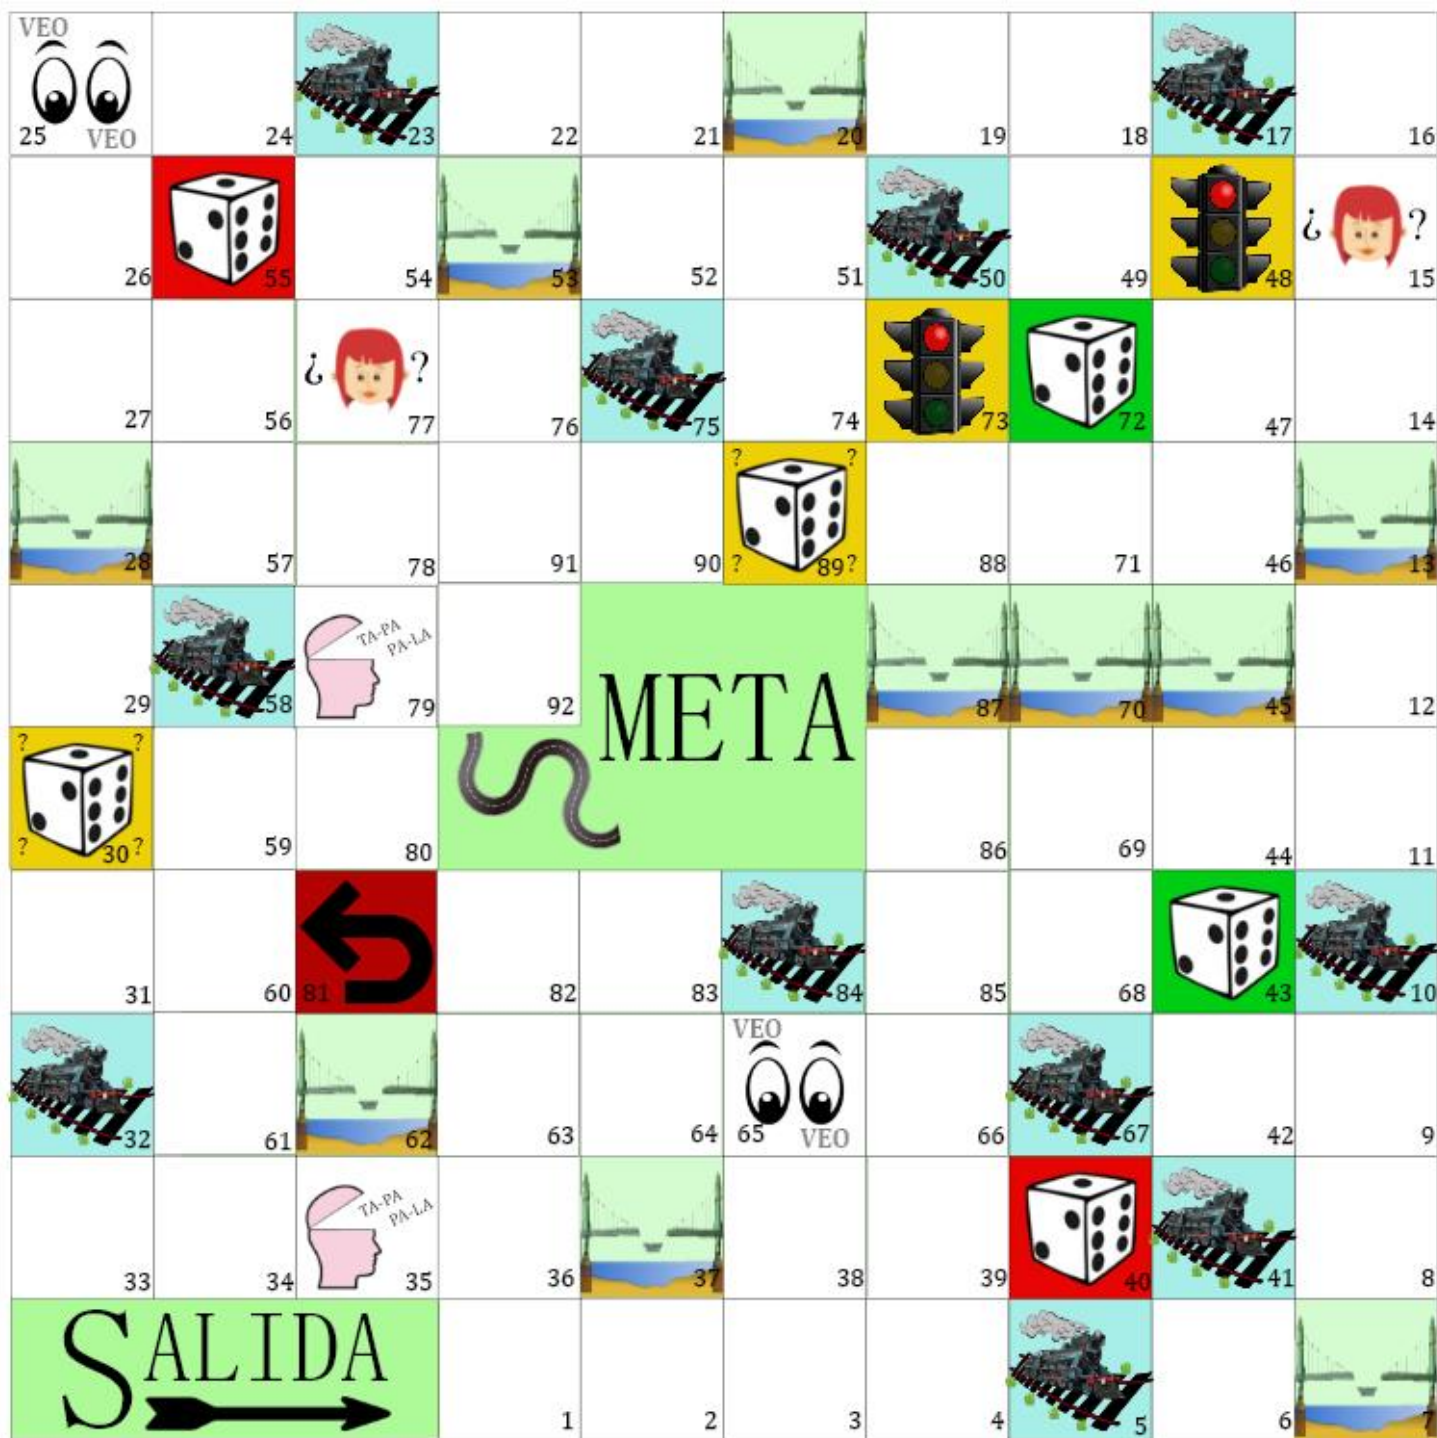 VEO
25 VEO 24 23 22 21 20 19 18 17 16
26 55 54 53 52 51 50 49 48 ¿ ? 15
27 56 ¿ ? 77 76 75 74 73 72 47 14
? ?
28 57 78 91 90 ? 89 ? 88 71 46 13
TA-PA
PA-LA
29 58 79 92 META 87 70 45 12
? ?
? 30 ? 59 80 86 69 44 11
31 60 81 82 83 84 85 68 43 10
VEO
32 61 62 63 64 65 VEO 66 67 42 9
TA-PA
PA-LA
33 34 35 36 37 38 39 40 41 8
SALIDA
1 2 3 4 5 6 7